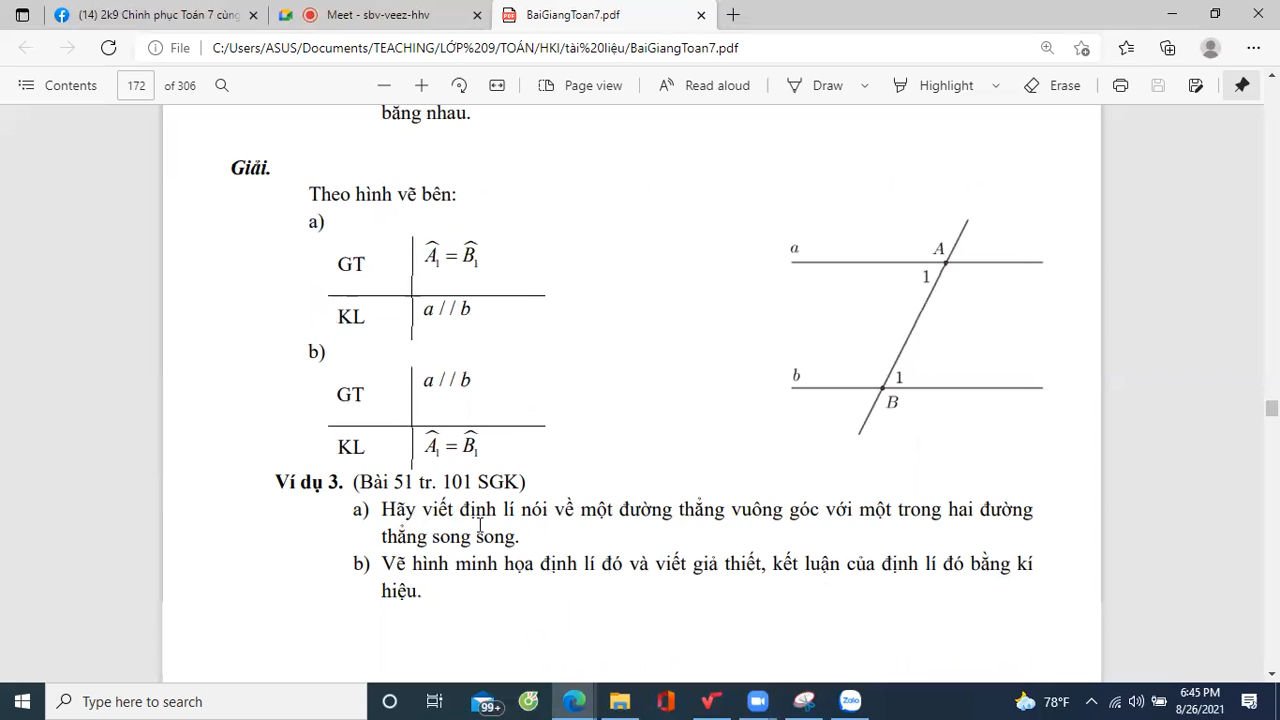 (14) 2k9 Chinh phục Toán 7 cùng
Meet - sbv-veez-hhv
BaiGiangToan7.pdf
File
C:/Users/ASUS/Documents/TEACHING/LỚP%209/TOÁN/HKI/tài%20liệu/BaiGiangToan7.pdf
Contents
172
of 306
Page view
Read aloud
Draw
Highlight
Erase
bằng nhau.
Giải.
Theo hình vẽ bên:
a)
GT
A₁ = B₁
KL
a // b
b)
GT
a // b
KL
A₁ = B₁
a
A
1
b
1
B
Ví dụ 3. (Bài 51 tr. 101 SGK)
a) Hãy viết định lí nói về một đường thẳng vuông góc với một trong hai đường
thẳng song song.
b) Vẽ hình minh họa định lí đó và viết giả thiết, kết luận của định lí đó bằng kí
hiệu.
Type here to search
99+
Zalo
78°F
6:45 PM
8/26/2021